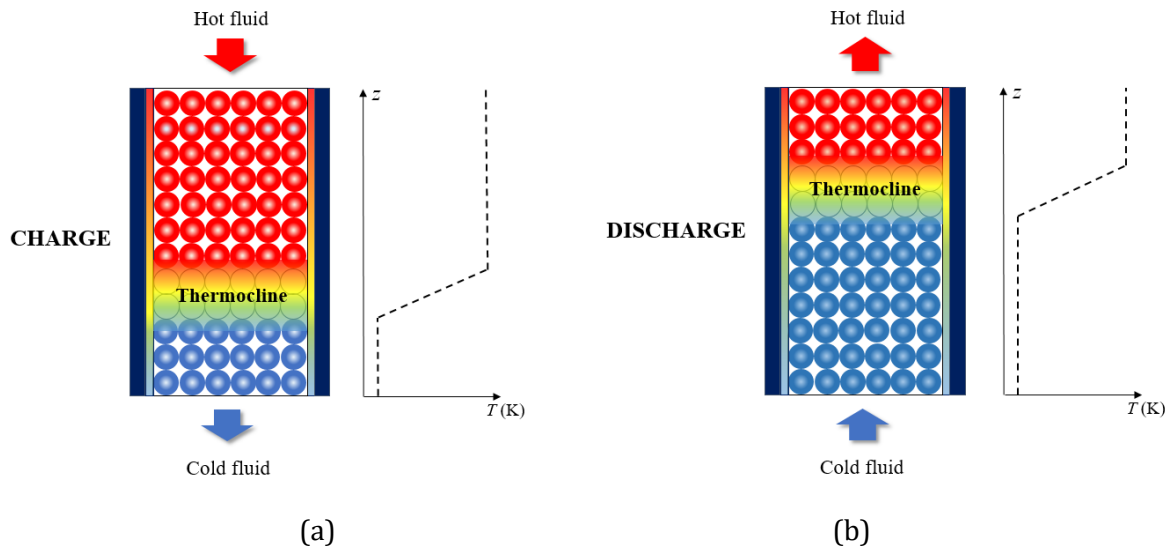 Hot fluid
z
CHARGE
Thermocline
T (K)
Cold fluid
(a)
Hot fluid
z
Thermocline
DISCHARGE
T (K)
Cold fluid
(b)